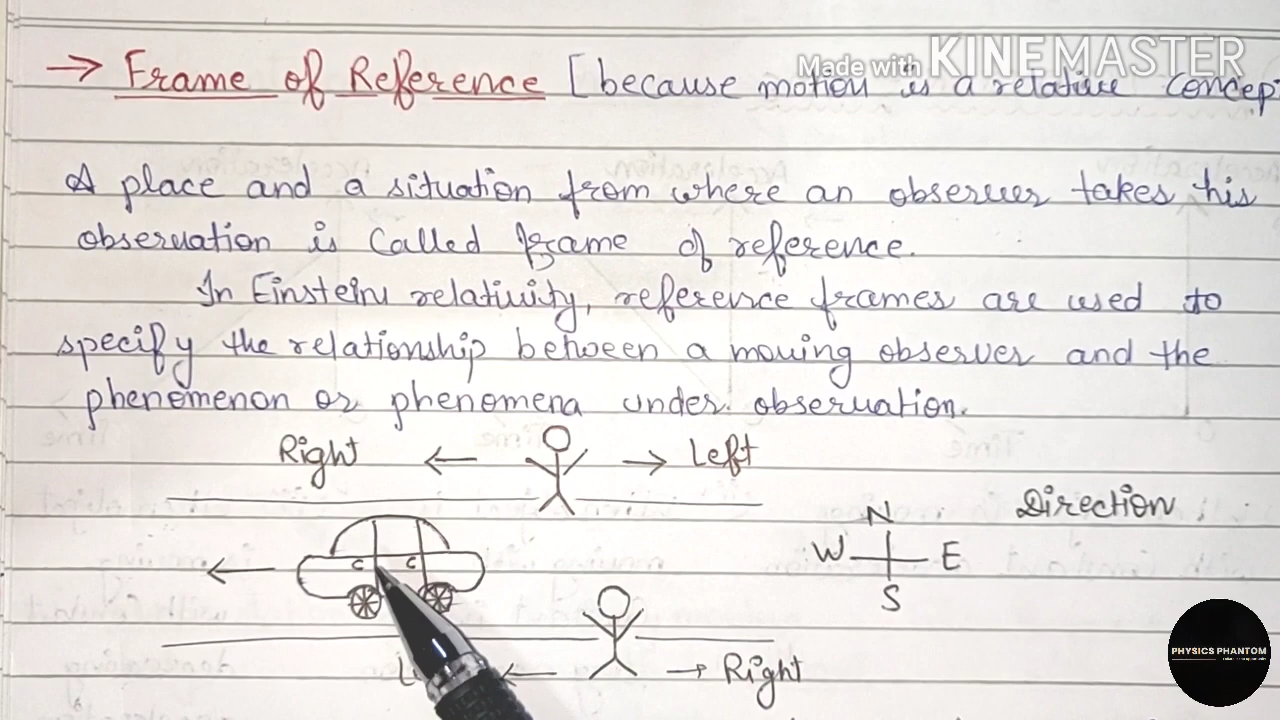 Made with KINEMASTER
→ Frame of Reference [because motion is a relative concep
A place and a situation from where an observer takes his
observation is called frame of reference.
In Einstein relativity, reference frames are used to
specify the relationship between a moving observer and the
phenomenon or phenomena under observation.
Right ← → Left
Direction
N
W E
S
←
C C
← → Right
PHYSICS PHANTOM